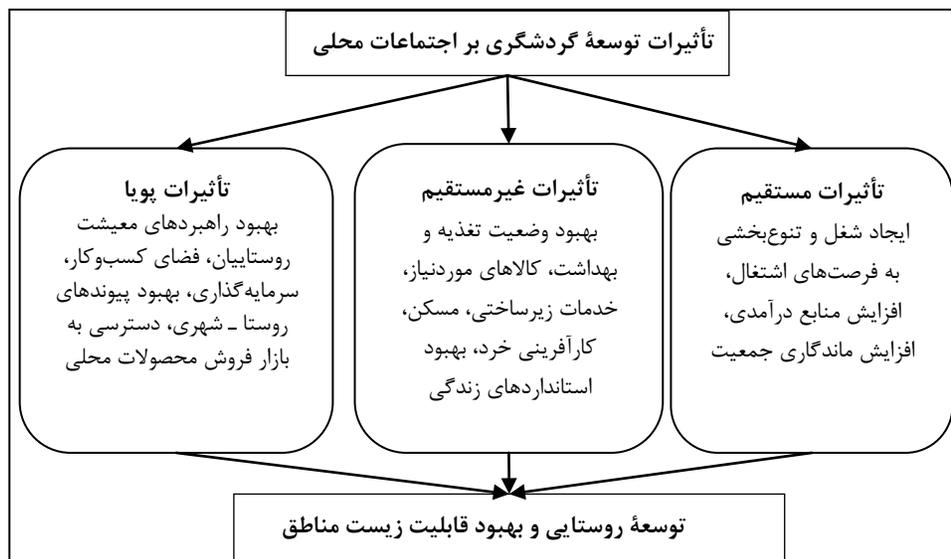 تأثیرات توسعۀ گردشگری بر اجتماعات محلی
تأثیرات مستقیم
ایجاد شغل و تنوع‌بخشی
به فرصت‌های اشتغال،
افزایش منابع درآمدی،
افزایش ماندگاری جمعیت
تأثیرات غیرمستقیم
بهبود وضعیت تغذیه و
بهداشت، کالاهای موردنیاز،
خدمات زیرساختی، مسکن،
کارآفرینی خرد، بهبود
استانداردهای زندگی
تأثیرات پویا
بهبود راهبردهای معیشت
روستاییان، فضای کسب‌وکار،
سرمایه‌گذاری، بهبود پیوندهای
روستا ـ شهری، دسترسی به
بازار فروش محصولات محلی
توسعۀ روستایی و بهبود قابلیت زیست مناطق